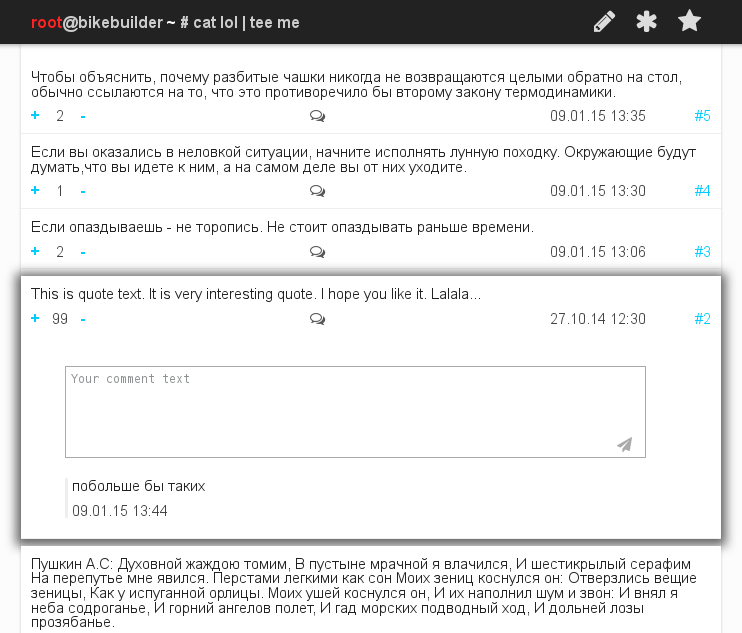 root@bikebuilder ~ # cat lol | tee me
Чтобы объяснить, почему разбитые чашки никогда не возвращаются целыми обратно на стол,
обычно ссылаются на то, что это противоречило бы второму закону термодинамики.
+ 2 - 09.01.15 13:35 #5
Если вы оказались в неловкой ситуации, начните исполнять лунную походку. Окружающие будут
думать,что вы идете к ним, а на самом деле вы от них уходите.
+ 1 - 09.01.15 13:30 #4
Если опаздываешь - не торопись. Не стоит опаздывать раньше времени.
+ 2 - 09.01.15 13:06 #3
This is quote text. It is very interesting quote. I hope you like it. Lalala...
+ 99 - 27.10.14 12:30 #2
Your comment text
побольше бы таких
09.01.15 13:44
Пушкин А.С: Духовной жаждою томим, В пустыне мрачной я влачился, И шестикрылый серафим
На перепутье мне явился. Перстами легкими как сон Моих зениц коснулся он: Отверзлись вещие
зеницы, Как у испуганной орлицы. Моих ушей коснулся он, И их наполнил шум и звон: И внял я
неба содроганье, И горний ангелов полет, И гад морских подводный ход, И дольней лозы
прозябанье.